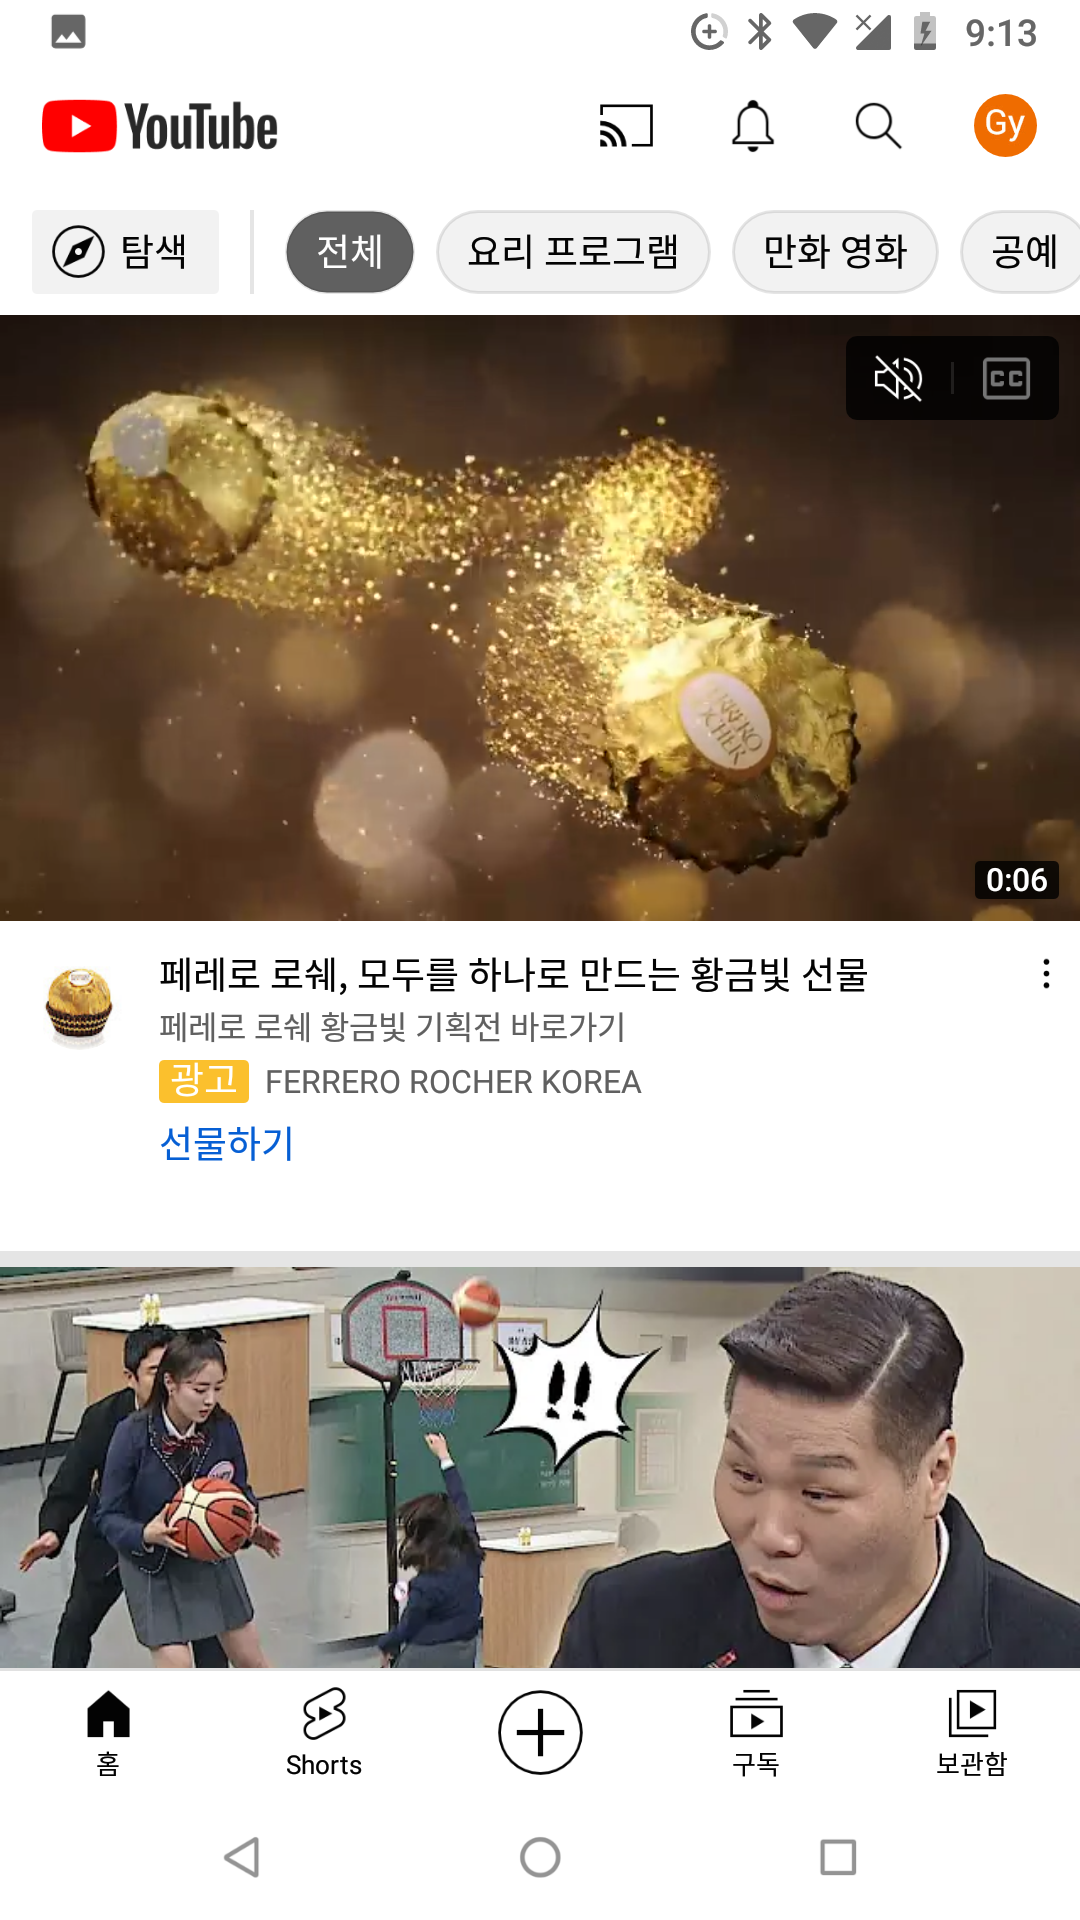 9:13
YouTube
Gy
탐색
전체
요리 프로그램
만화 영화
공예
CC
FERRERO
ROCHER
0:06
페레로 로쉐, 모두를 하나로 만드는 황금빛 선물
페레로 로쉐 황금빛 기획전 바로가기
광고 FERRERO ROCHER KOREA
선물하기
!!
홈
Shorts
구독
보관함